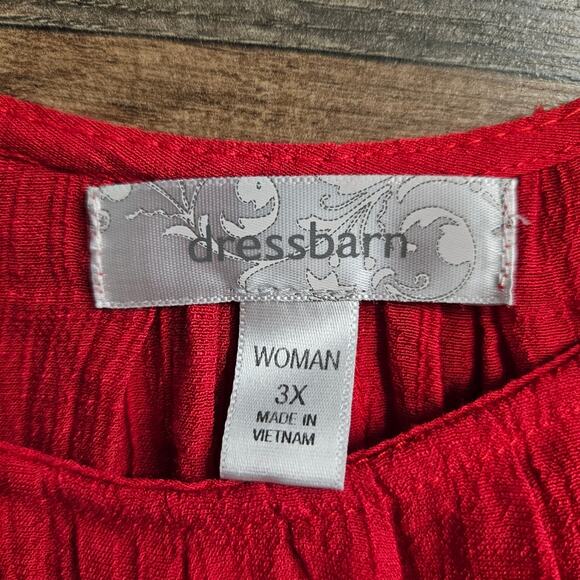 dressbarn
WOMAN
3X
MADE IN
VIETNAM